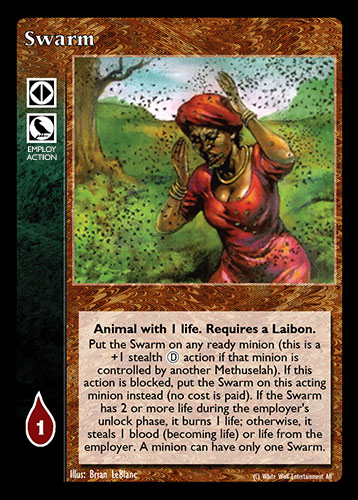 Swarm
EMPLOY
ACTION
Animal with 1 life. Requires a Laibon.
Put the Swarm on any ready minion (this is a
+1 stealth Ⓓ action if that minion is
controlled by another Methuselah). If this
action is blocked, put the Swarm on this acting
minion instead (no cost is paid). If the Swarm
has 2 or more life during the employer's
unlock phase, it burns 1 life; otherwise, it
steals 1 blood (becoming life) or life from the
employer. A minion can have only one Swarm.
1
Illus: Brian LeBlanc
(C) White Wolf Entertainment AB